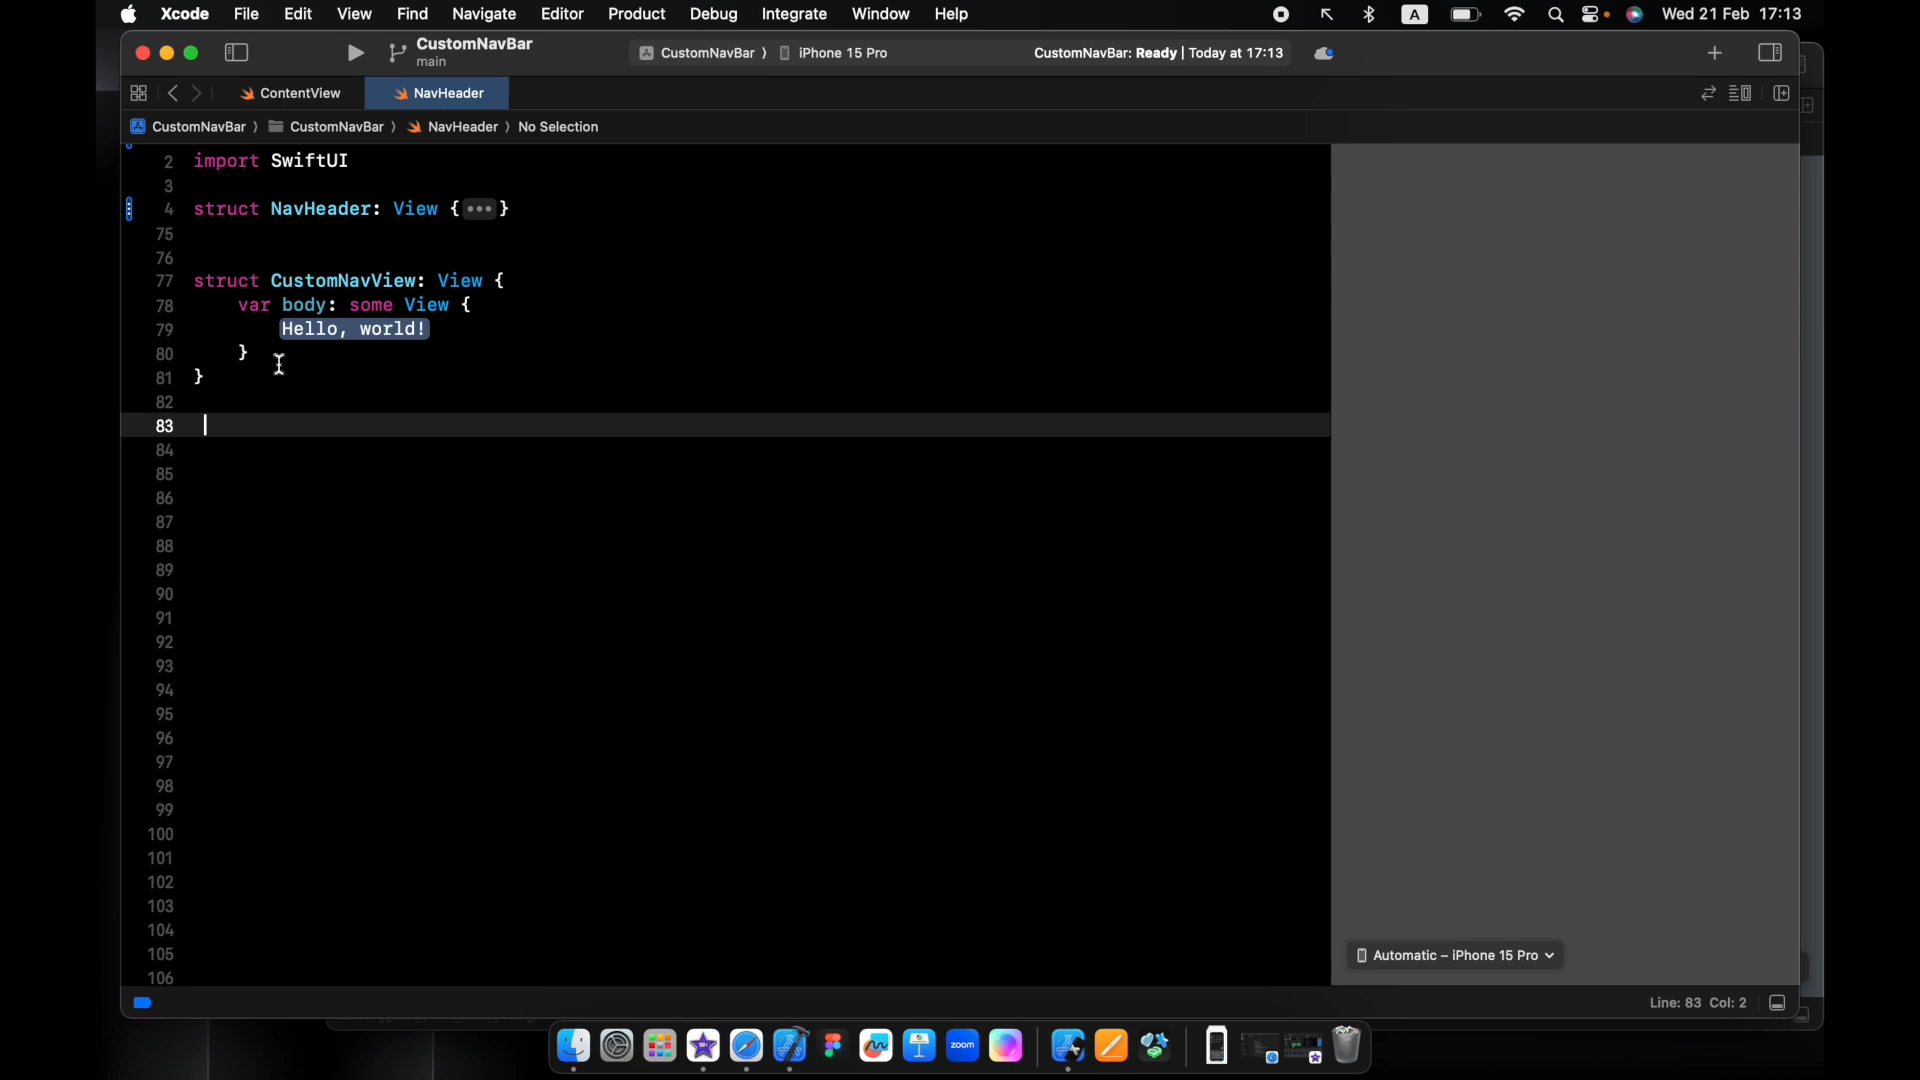 Xcode File Edit View Find Navigate Editor Product Debug Integrate Window Help A Wed 21 Feb 17:13
CustomNavBar
main
CustomNavBar ⟩ iPhone 15 Pro CustomNavBar: Ready | Today at 17:13
ContentView NavHeader
CustomNavBar ⟩ CustomNavBar ⟩ NavHeader ⟩ No Selection
2 import SwiftUI
3
4 struct NavHeader: View {•••}
75
76
77 struct CustomNavView: View {
78 var body: some View {
79 Hello, world!
80 }
81 }
82
83
84
85
86
87
88
89
90
91
92
93
94
95
96
97
98
99
100
101
102
103
104
105
106
Automatic – iPhone 15 Pro
Line: 83 Col: 2
zoom